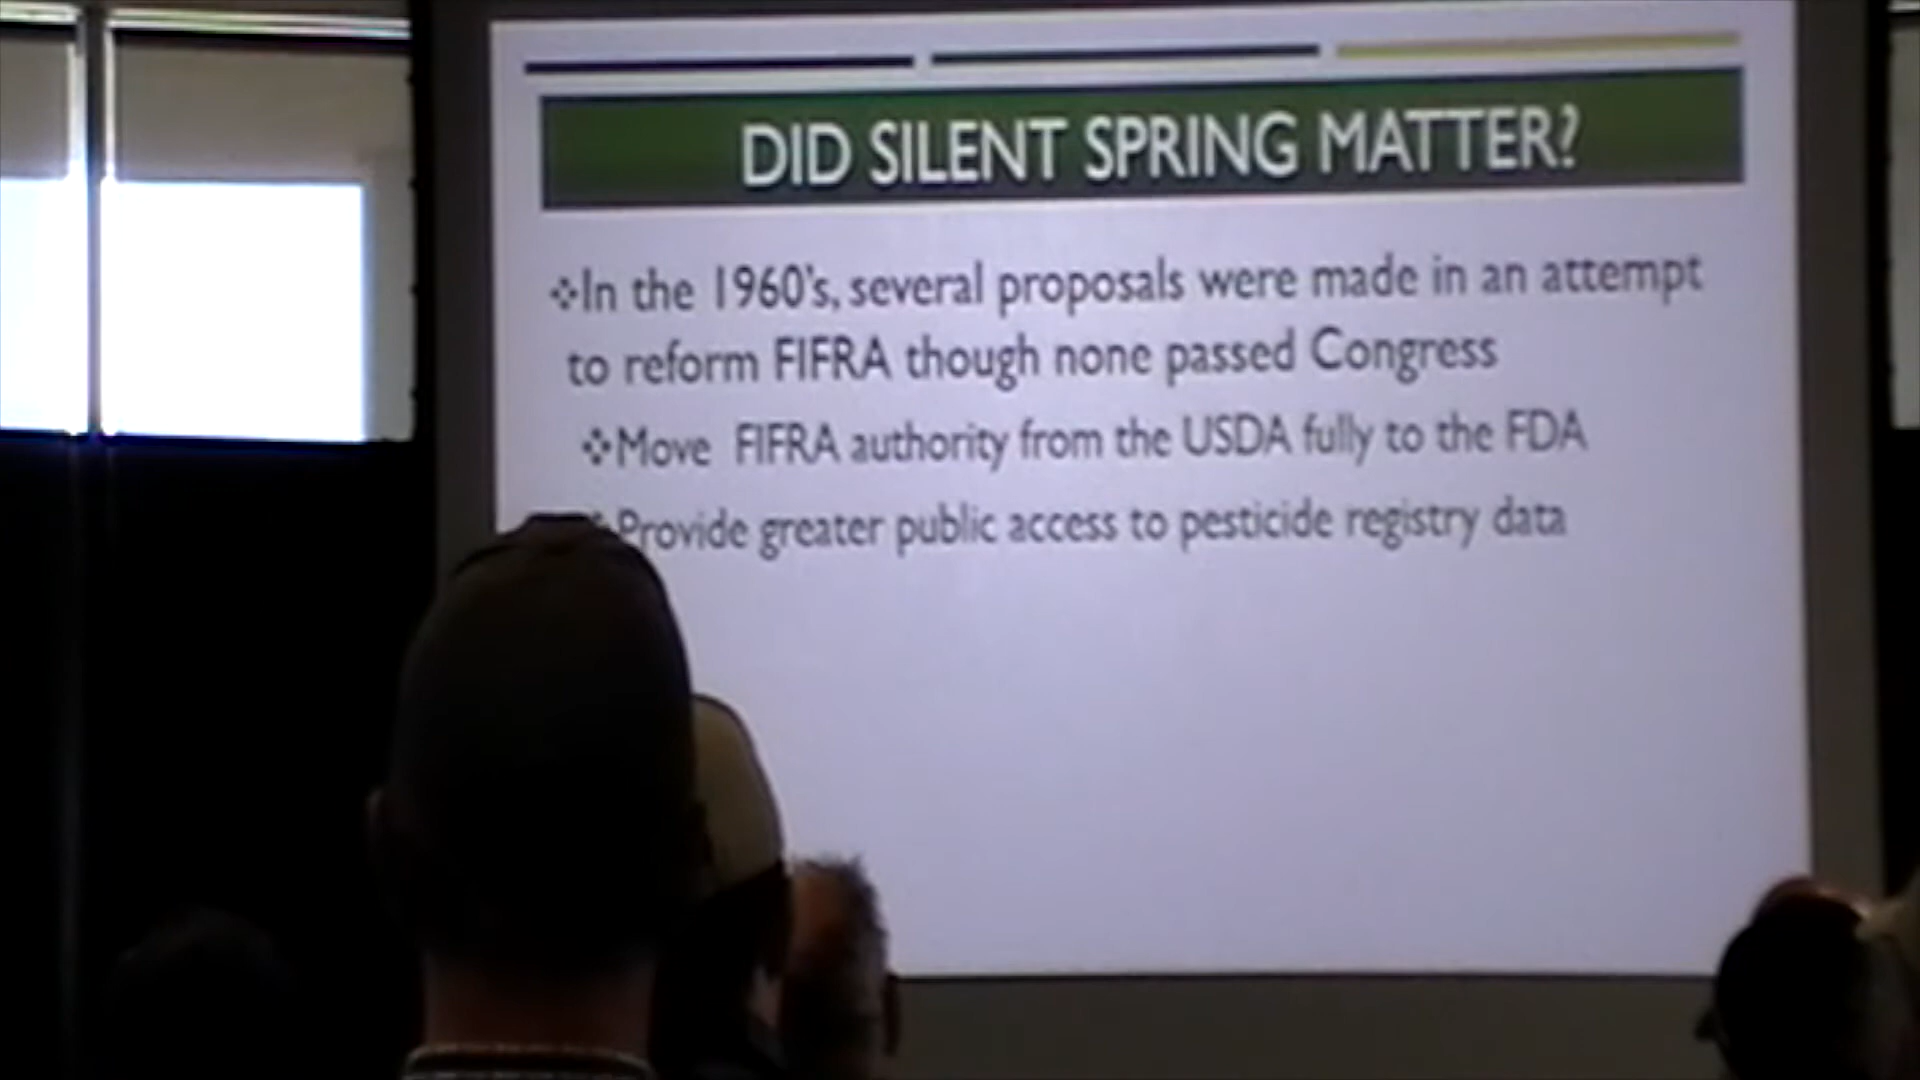 DID SILENT SPRING MATTER?
❖In the 1960's, several proposals were made in an attempt
to reform FIFRA though none passed Congress
❖Move FIFRA authority from the USDA fully to the FDA
Provide greater public access to pesticide registry data